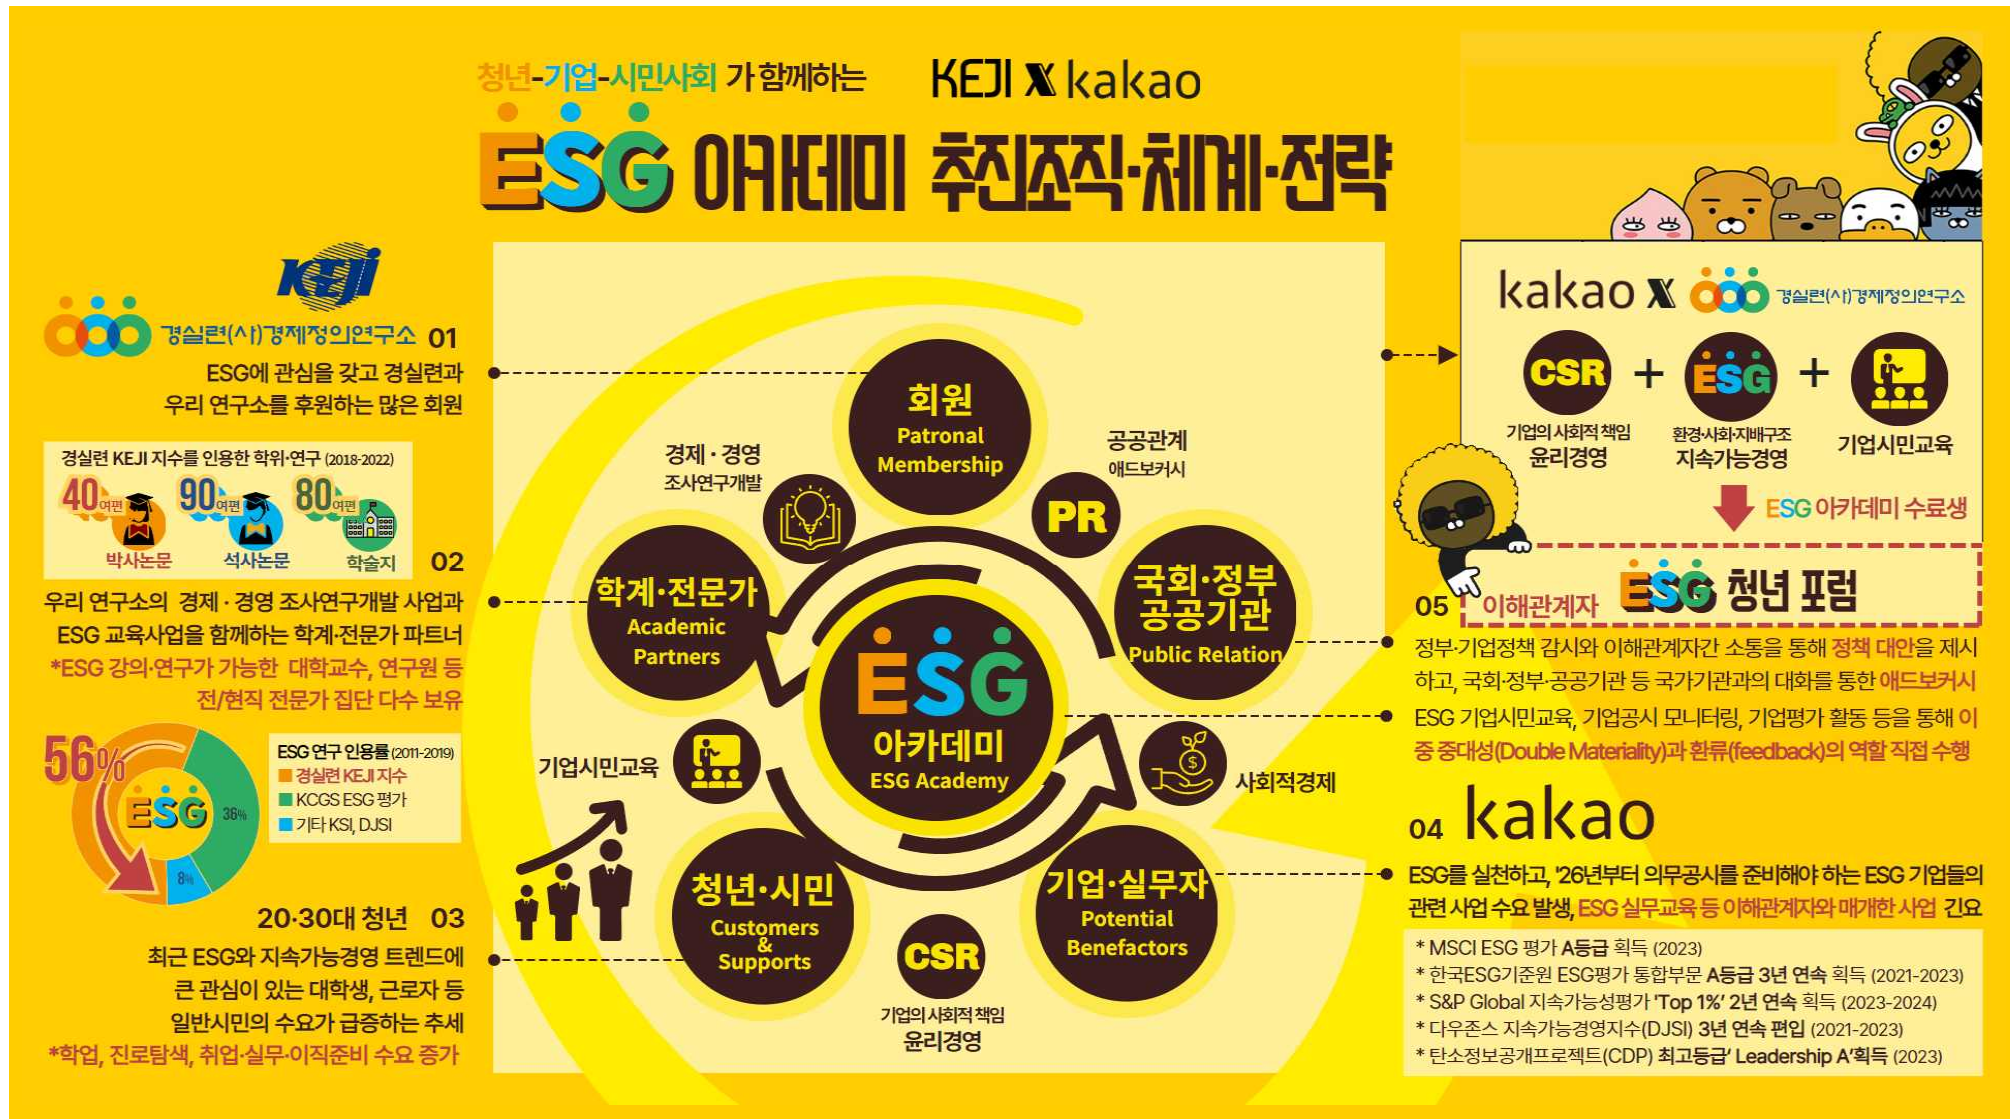 청년-기업-시민사회 가 함께하는
KEJI X kakao
ESG 아카데미 추진조직·체계·전략
KEJI
경실련(사)경제정의연구소 01
ESG에 관심을 갖고 경실련과
우리 연구소를 후원하는 많은 회원
경실련 KEJI 지수를 인용한 학위·연구 (2018-2022)
40여편 90여편 80여편
박사논문 석사논문 학술지
02
우리 연구소의 경제·경영 조사연구개발 사업과
ESG 교육사업을 함께하는 학계·전문가 파트너
*ESG 강의·연구가 가능한 대학교수, 연구원 등
전/현직 전문가 집단 다수 보유
56%
ESG
36%
8%
ESG 연구 인용률 (2011-2019)
경실련 KEJI 지수
KCGS ESG 평가
기타 KSI, DJSI
20·30대 청년 03
최근 ESG와 지속가능경영 트렌드에
큰 관심이 있는 대학생, 근로자 등
일반시민의 수요가 급증하는 추세
*학업, 진로탐색, 취업·실무·이직준비 수요 증가
회원
Patronal
Membership
경제·경영
조사연구개발
공공관계
애드보커시
PR
학계·전문가
Academic
Partners
국회·정부
공공기관
Public Relation
ESG
아카데미
ESG Academy
기업시민교육
사회적경제
$
청년·시민
Customers
&
Supports
기업·실무자
Potential
Benefactors
CSR
기업의 사회적 책임
윤리경영
kakao X 경실련(사)경제정의연구소
CSR + ESG +
기업의 사회적 책임
윤리경영
환경·사회·지배구조
지속가능경영
기업시민교육
ESG 아카데미 수료생
05 이해관계자 ESG 청년 포럼
정부·기업정책 감시와 이해관계자간 소통을 통해 정책 대안을 제시
하고, 국회·정부·공공기관 등 국가기관과의 대화를 통한 애드보커시
ESG 기업시민교육, 기업공시 모니터링, 기업평가 활동 등을 통해 이
중 중대성(Double Materiality)과 환류(feedback)의 역할 직접 수행
04 kakao
ESG를 실천하고, '26년부터 의무공시를 준비해야 하는 ESG 기업들의
관련 사업 수요 발생, ESG 실무교육 등 이해관계자와 매개한 사업 긴요
* MSCI ESG 평가 A등급 획득 (2023)
* 한국ESG기준원 ESG평가 통합부문 A등급 3년 연속 획득 (2021-2023)
* S&P Global 지속가능성평가 'Top 1%' 2년 연속 획득 (2023-2024)
* 다우존스 지속가능경영지수(DJSI) 3년 연속 편입 (2021-2023)
* 탄소정보공개프로젝트(CDP) 최고등급' Leadership A'획득 (2023)